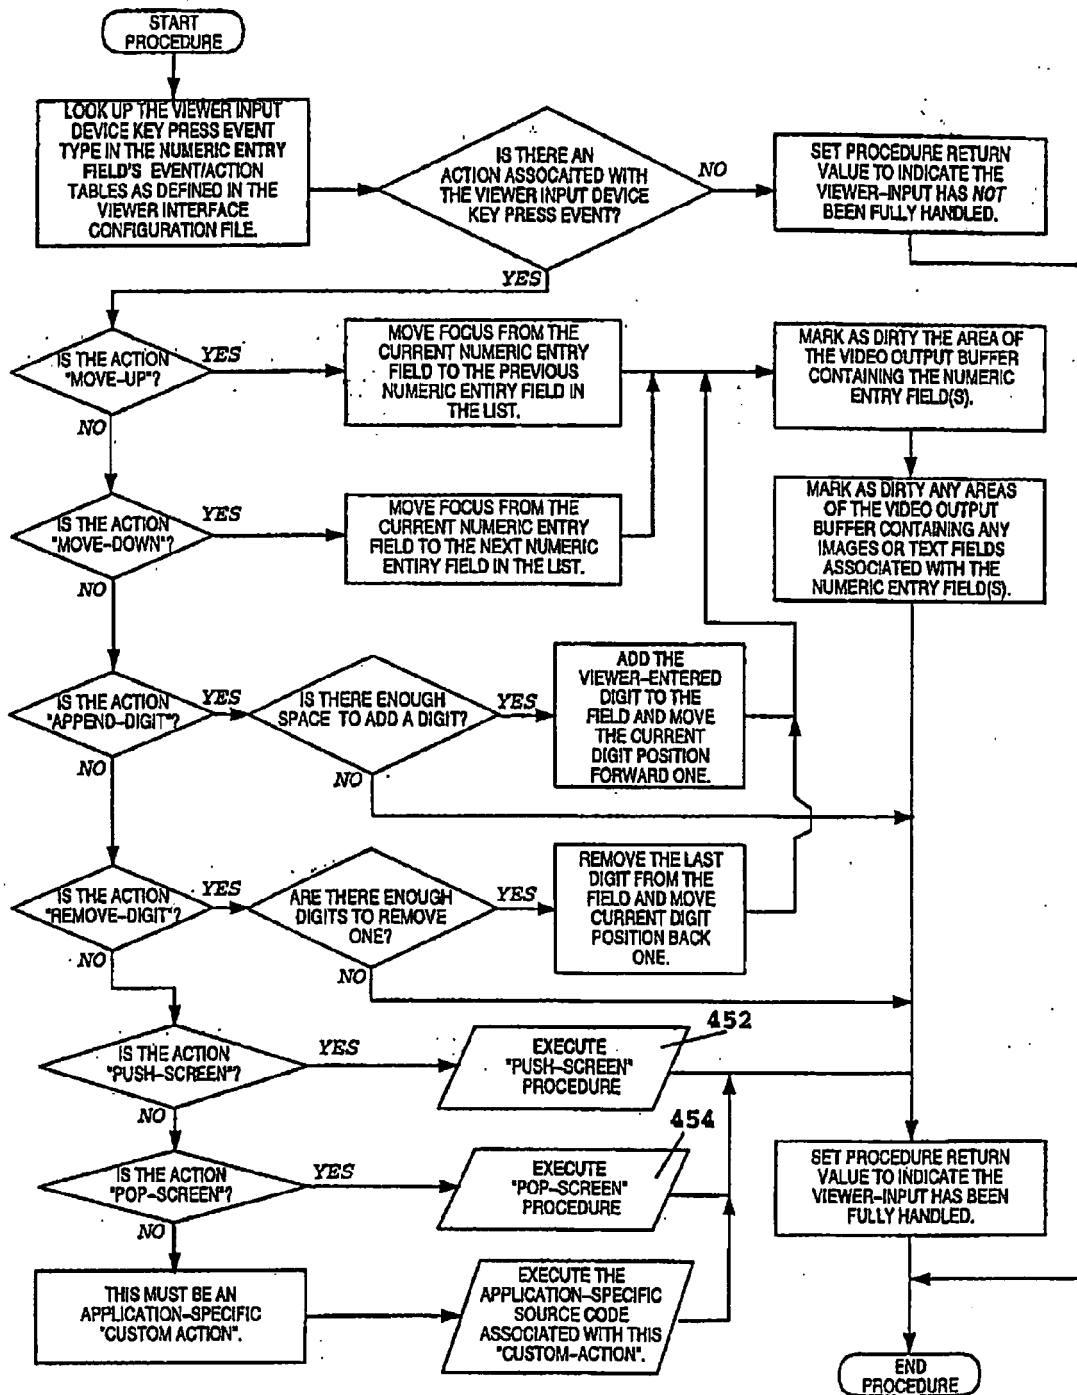 START
PROCEDURE
LOOK UP THE VIEWER INPUT
DEVICE KEY PRESS EVENT
TYPE IN THE NUMERIC ENTRY
FIELD'S EVENT/ACTION
TABLES AS DEFINED IN THE
VIEWER INTERFACE
CONFIGURATION FILE.
IS THERE AN
ACTION ASSOCAITED WITH
THE VIEWER INPUT DEVICE
KEY PRESS EVENT?
NO
SET PROCEDURE RETURN
VALUE TO INDICATE THE
VIEWER-INPUT HAS NOT
BEEN FULLY HANDLED.
YES
IS THE ACTION
"MOVE-UP"?
YES
NO
MOVE FOCUS FROM THE
CURRENT NUMERIC ENTRY
FIELD TO THE PREVIOUS
NUMERIC ENTIRY FIELD IN
THE LIST.
MARK AS DIRTY THE AREA OF
THE VIDEO OUTPUT BUFFER
CONTAINING THE NUMERIC
ENTRY FIELD(S).
IS THE ACTION
"MOVE-DOWN"?
YES
NO
MOVE FOCUS FROM THE
CURRENT NUMERIC ENTRY
FIELD TO THE NEXT NUMERIC
ENTIRY FIELD IN THE LIST.
MARK AS DIRTY ANY AREAS
OF THE VIDEO OUTPUT
BUFFER CONTAINING ANY
IMAGES OR TEXT FIELDS
ASSOCIATED WITH THE
NUMERIC ENTRY FIELD(S).
IS THE ACTION
"APPEND-DIGIT"?
YES
NO
IS THERE ENOUGH
SPACE TO ADD A DIGIT?
YES
NO
ADD THE
VIEWER-ENTERED
DIGIT TO THE
FIELD AND MOVE
THE CURRENT
DIGIT POSITION
FORWARD ONE.
IS THE ACTION
"REMOVE-DIGIT"?
YES
NO
ARE THERE ENOUGH
DIGITS TO REMOVE
ONE?
YES
NO
REMOVE THE LAST
DIGIT FROM THE
FIELD AND MOVE
CURRENT DIGIT
POSITION BACK
ONE.
IS THE ACTION
"PUSH-SCREEN"?
YES
NO
452
EXECUTE
"PUSH-SCREEN"
PROCEDURE
IS THE ACTION
"POP-SCREEN"?
YES
NO
454
EXECUTE
"POP-SCREEN"
PROCEDURE
SET PROCEDURE RETURN
VALUE TO INDICATE THE
VIEWER-INPUT HAS BEEN
FULLY HANDLED.
THIS MUST BE AN
APPLICATION-SPECIFIC
"CUSTOM ACTION".
EXECUTE THE
APPLICATION-SPECIFIC
SOURCE CODE
ASSOCIATED WITH THIS
"CUSTOM-ACTION".
END
PROCEDURE